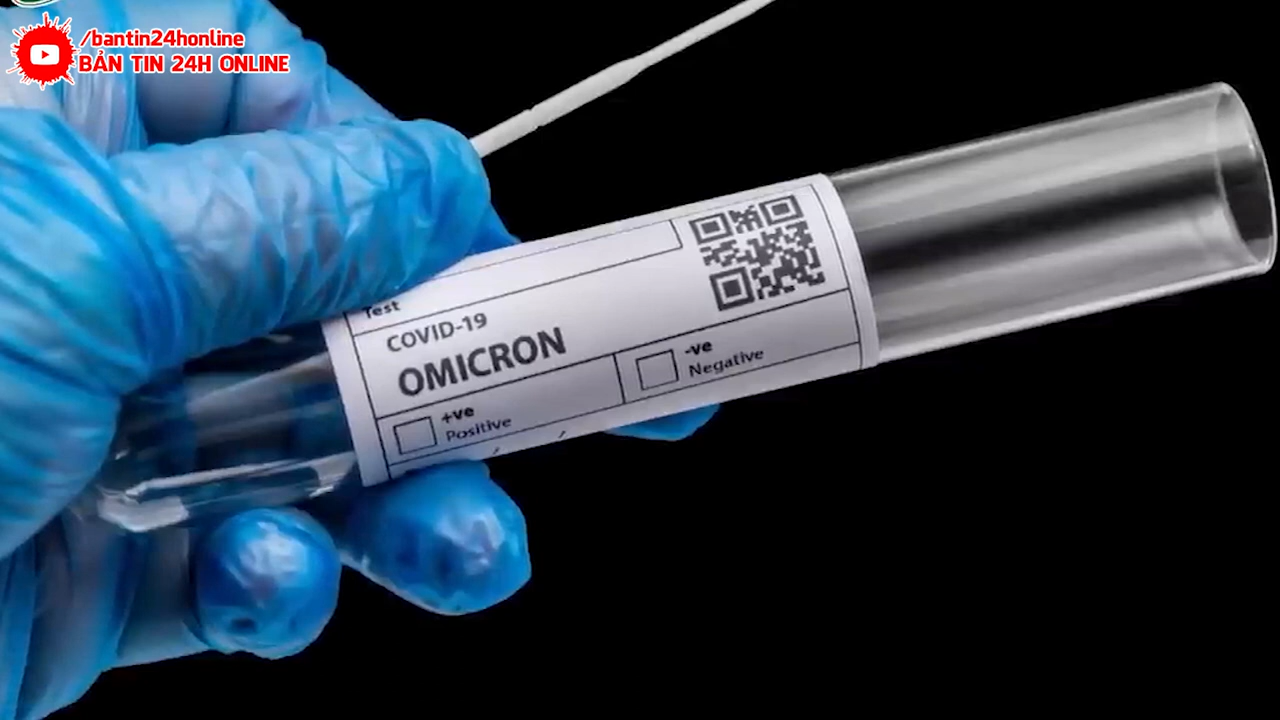 /bantin24honline
BẢN TIN 24H ONLINE
Test
COVID-19
OMICRON
+ve
Positive
-ve
Negative